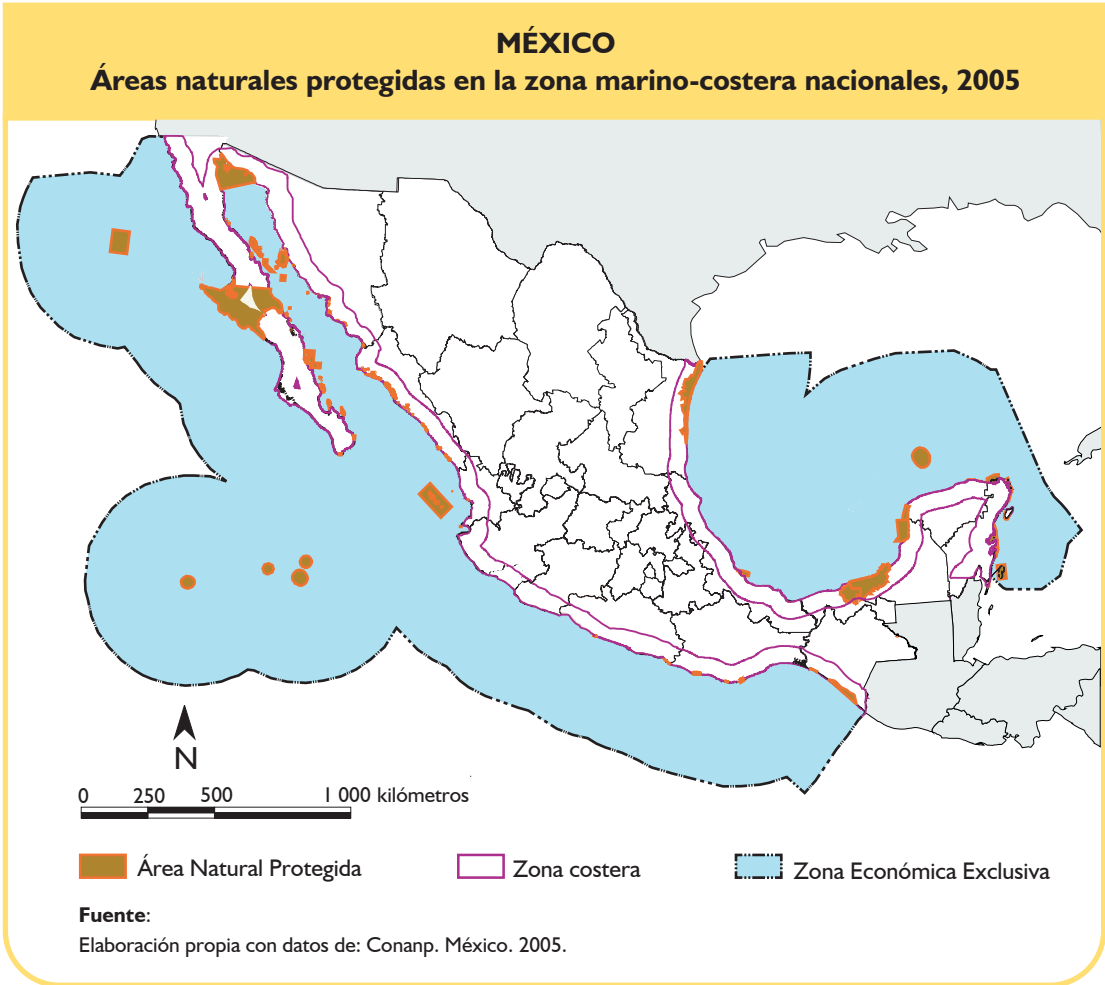 MÉXICO
Áreas naturales protegidas en la zona marino-costera nacionales, 2005
N
0 250 500 1 000 kilómetros
Área Natural Protegida
Zona costera
Zona Económica Exclusiva
Fuente:
Elaboración propia con datos de: Conanp. México. 2005.